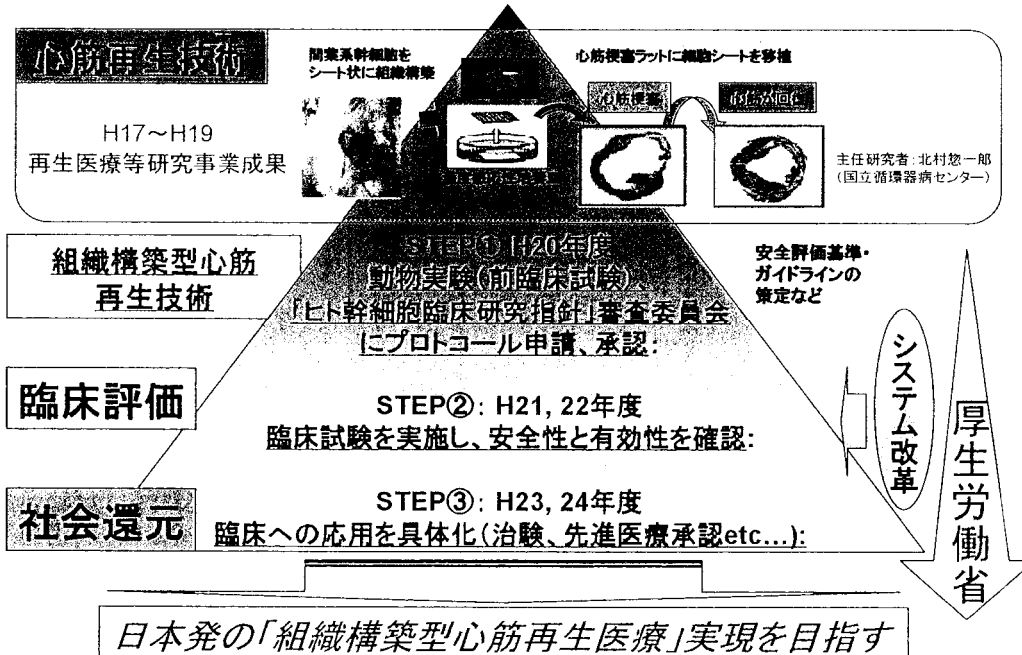 心筋再生技術
間葉系幹細胞を
シート状に組織構築
心筋梗塞ラットに細胞シートを移植
心筋梗塞
H17～H19
再生医療等研究事業成果
主任研究者：北村惣一郎
（国立循環器病センター）
組織構築型心筋
再生技術
STEP① H20年度
動物実験（前臨床試験）、
「ヒト幹細胞臨床研究指針」審査委員会
にプロトコール申請、承認：
安全評価基準・
ガイドラインの
策定など
臨床評価
STEP②： H21, 22年度
臨床試験を実施し、安全性と有効性を確認：
システム改革
厚生労働省
社会還元
STEP③： H23, 24年度
臨床への応用を具体化（治験、先進医療承認etc...）：
日本発の「組織構築型心筋再生医療」実現を目指す